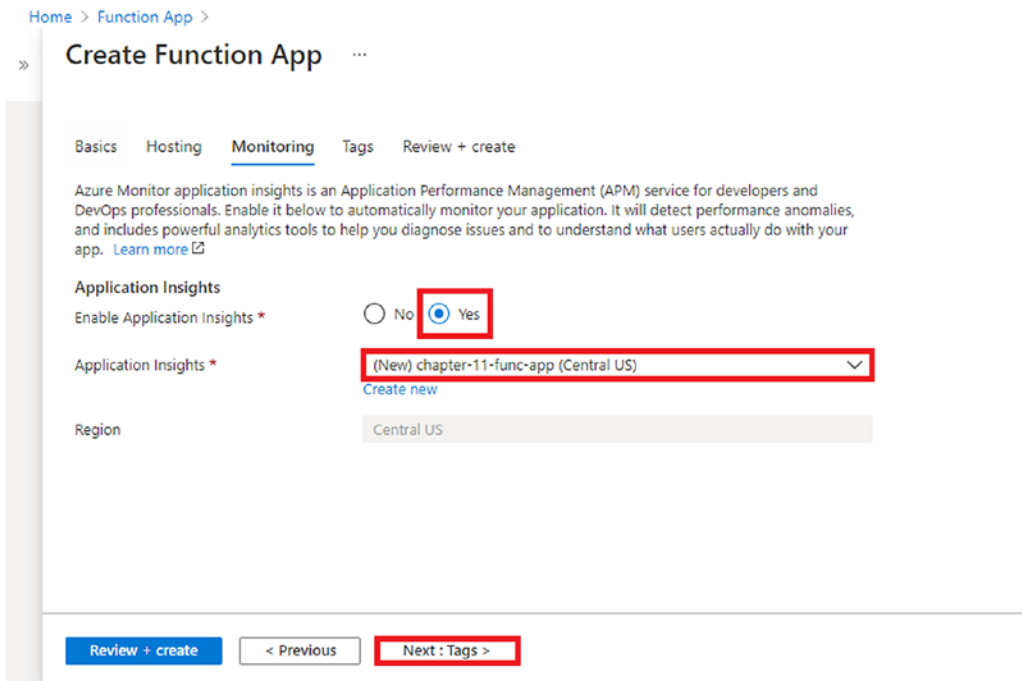 Home > Function App >
»
Create Function App ...
Basics Hosting Monitoring Tags Review + create
Azure Monitor application insights is an Application Performance Management (APM) service for developers and
DevOps professionals. Enable it below to automatically monitor your application. It will detect performance anomalies,
and includes powerful analytics tools to help you diagnose issues and to understand what users actually do with your
app. Learn more
Application Insights
Enable Application Insights * No Yes
Application Insights * (New) chapter-11-func-app (Central US)
Create new
Region Central US
Review + create < Previous Next : Tags >